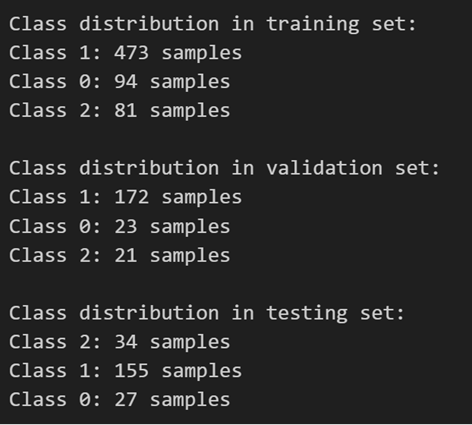 Class distribution in training set:
Class 1: 473 samples
Class 0: 94 samples
Class 2: 81 samples
Class distribution in validation set:
Class 1: 172 samples
Class 0: 23 samples
Class 2: 21 samples
Class distribution in testing set:
Class 2: 34 samples
Class 1: 155 samples
Class 0: 27 samples